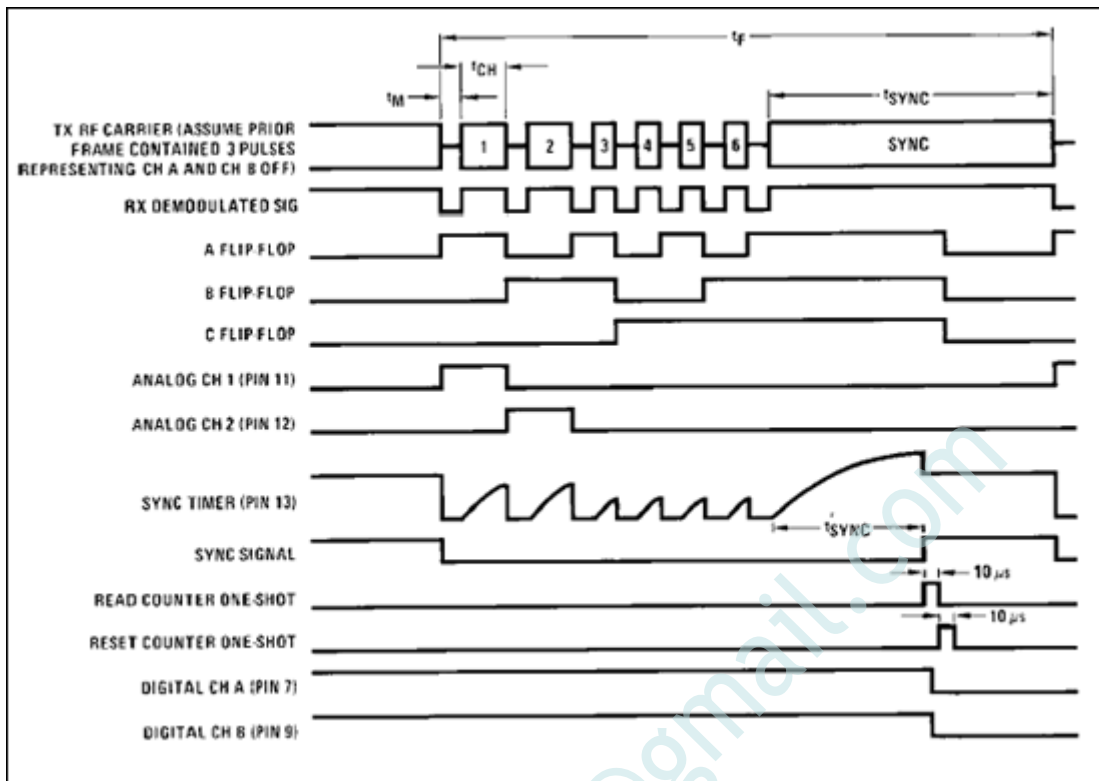 tF
tCH
tM
tSYNC
TX RF CARRIER (ASSUME PRIOR
FRAME CONTAINED 3 PULSES
REPRESENTING CH A AND CH B OFF)
1 2 3 4 5 6 SYNC
RX DEMODULATED SIG
A FLIP-FLOP
B FLIP-FLOP
C FLIP-FLOP
ANALOG CH 1 (PIN 11)
ANALOG CH 2 (PIN 12)
SYNC TIMER (PIN 13)
t'SYNC
SYNC SIGNAL
10 µs
READ COUNTER ONE-SHOT
10 µs
RESET COUNTER ONE-SHOT
DIGITAL CH A (PIN 7)
DIGITAL CH B (PIN 9)
@gmail.com